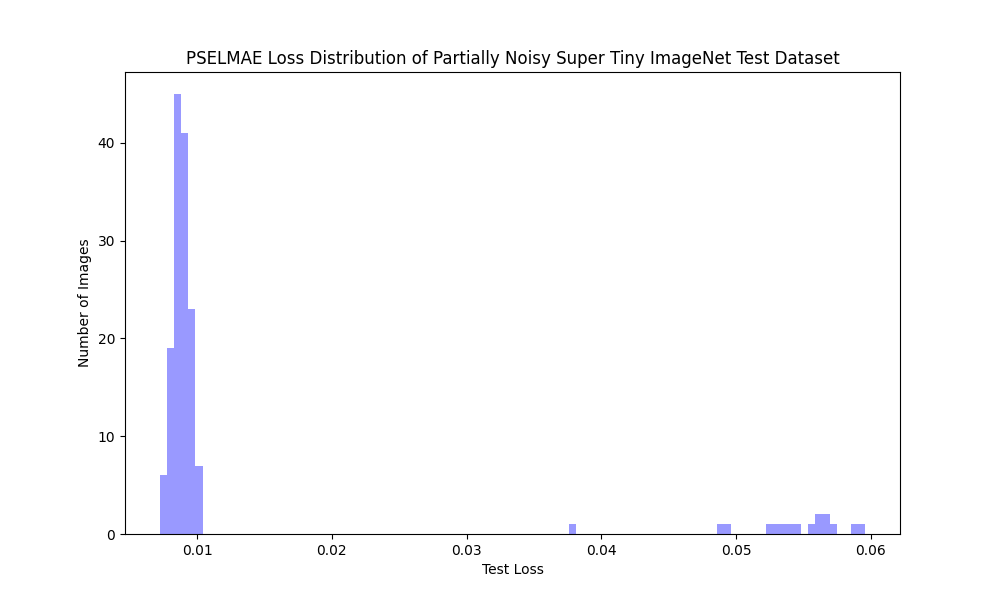 PSELMAE Loss Distribution of Partially Noisy Super Tiny ImageNet Test Dataset
Number of Images
40
30
20
10
0
0.01 0.02 0.03 0.04 0.05 0.06
Test Loss